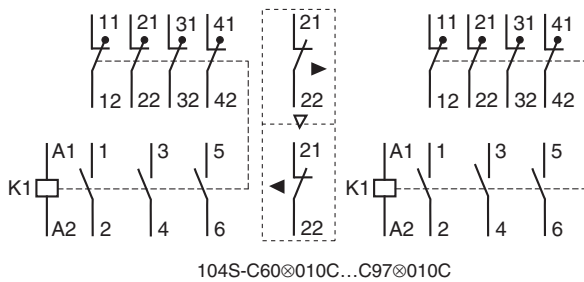 11 21 31 41 21 11 21 31 41
12 22 32 42 22 12 22 32 42
A1 1 3 5 21 A1 1 3 5
K1 K1
A2 2 4 6 22 A2 2 4 6
104S-C60⊗010C...C97⊗010C